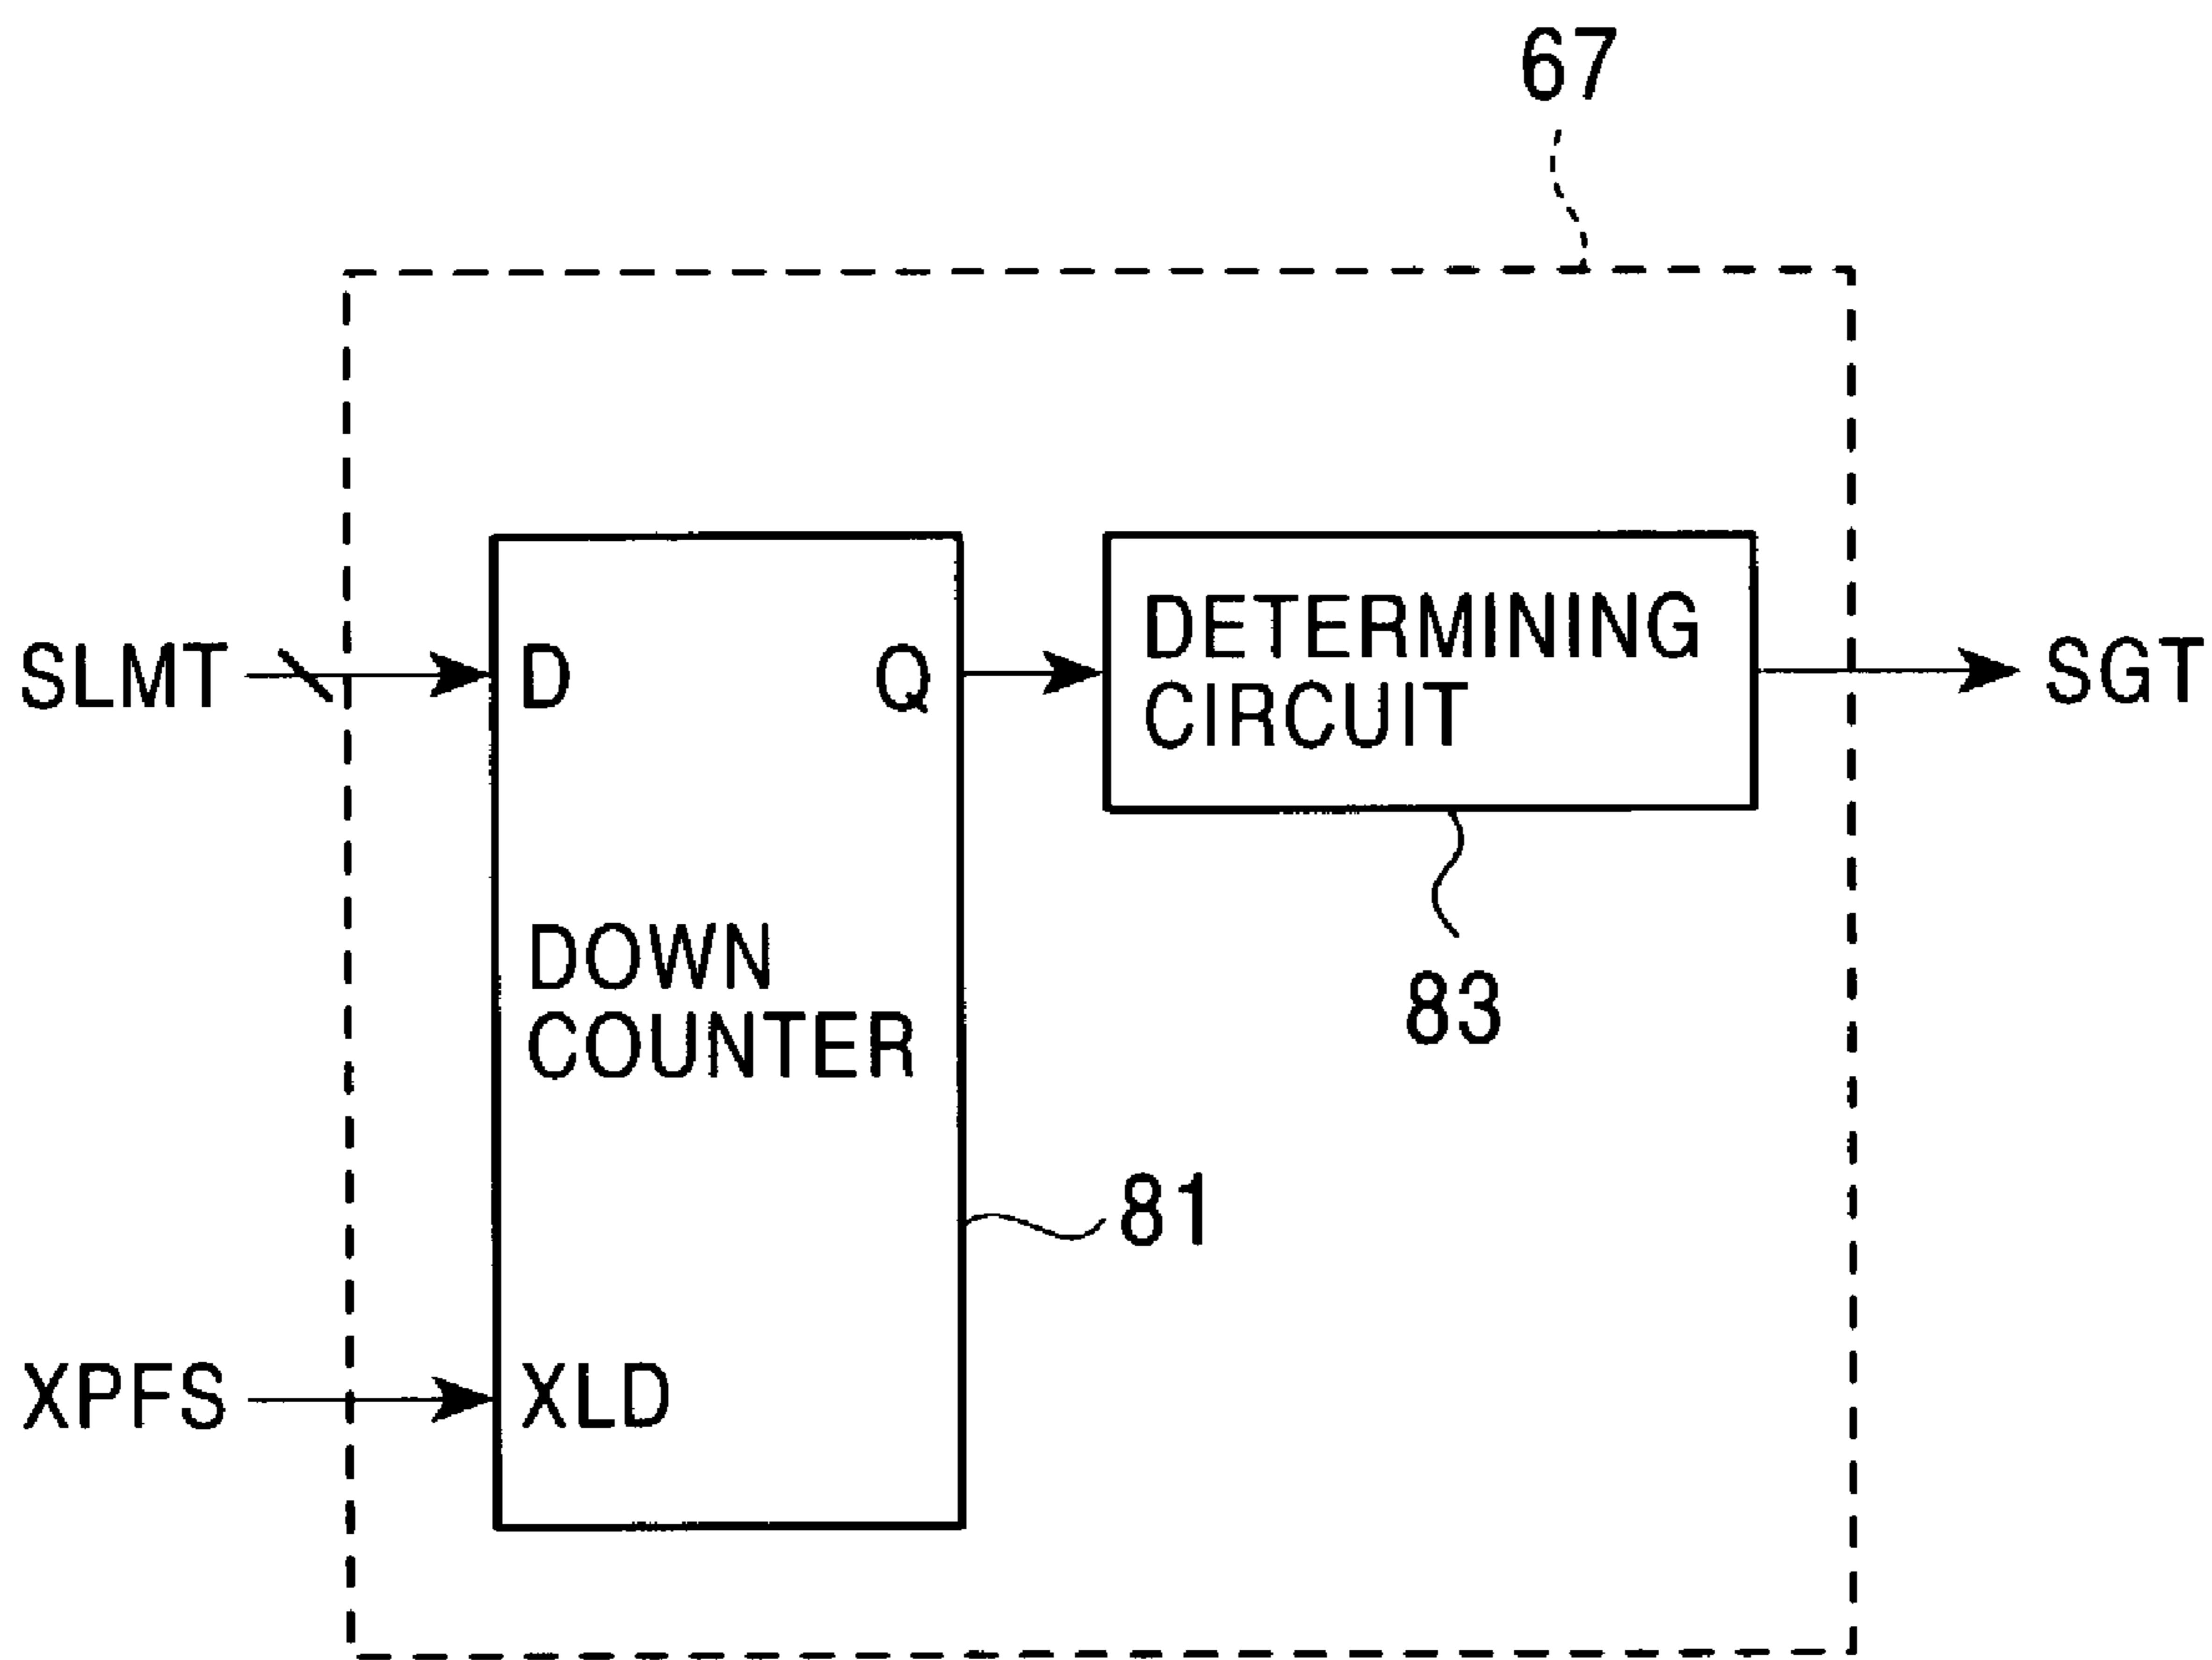 67
SLMT
D
Q
DETERMINING
CIRCUIT
SGT
DOWN
COUNTER
83
81
XPFS
XLD